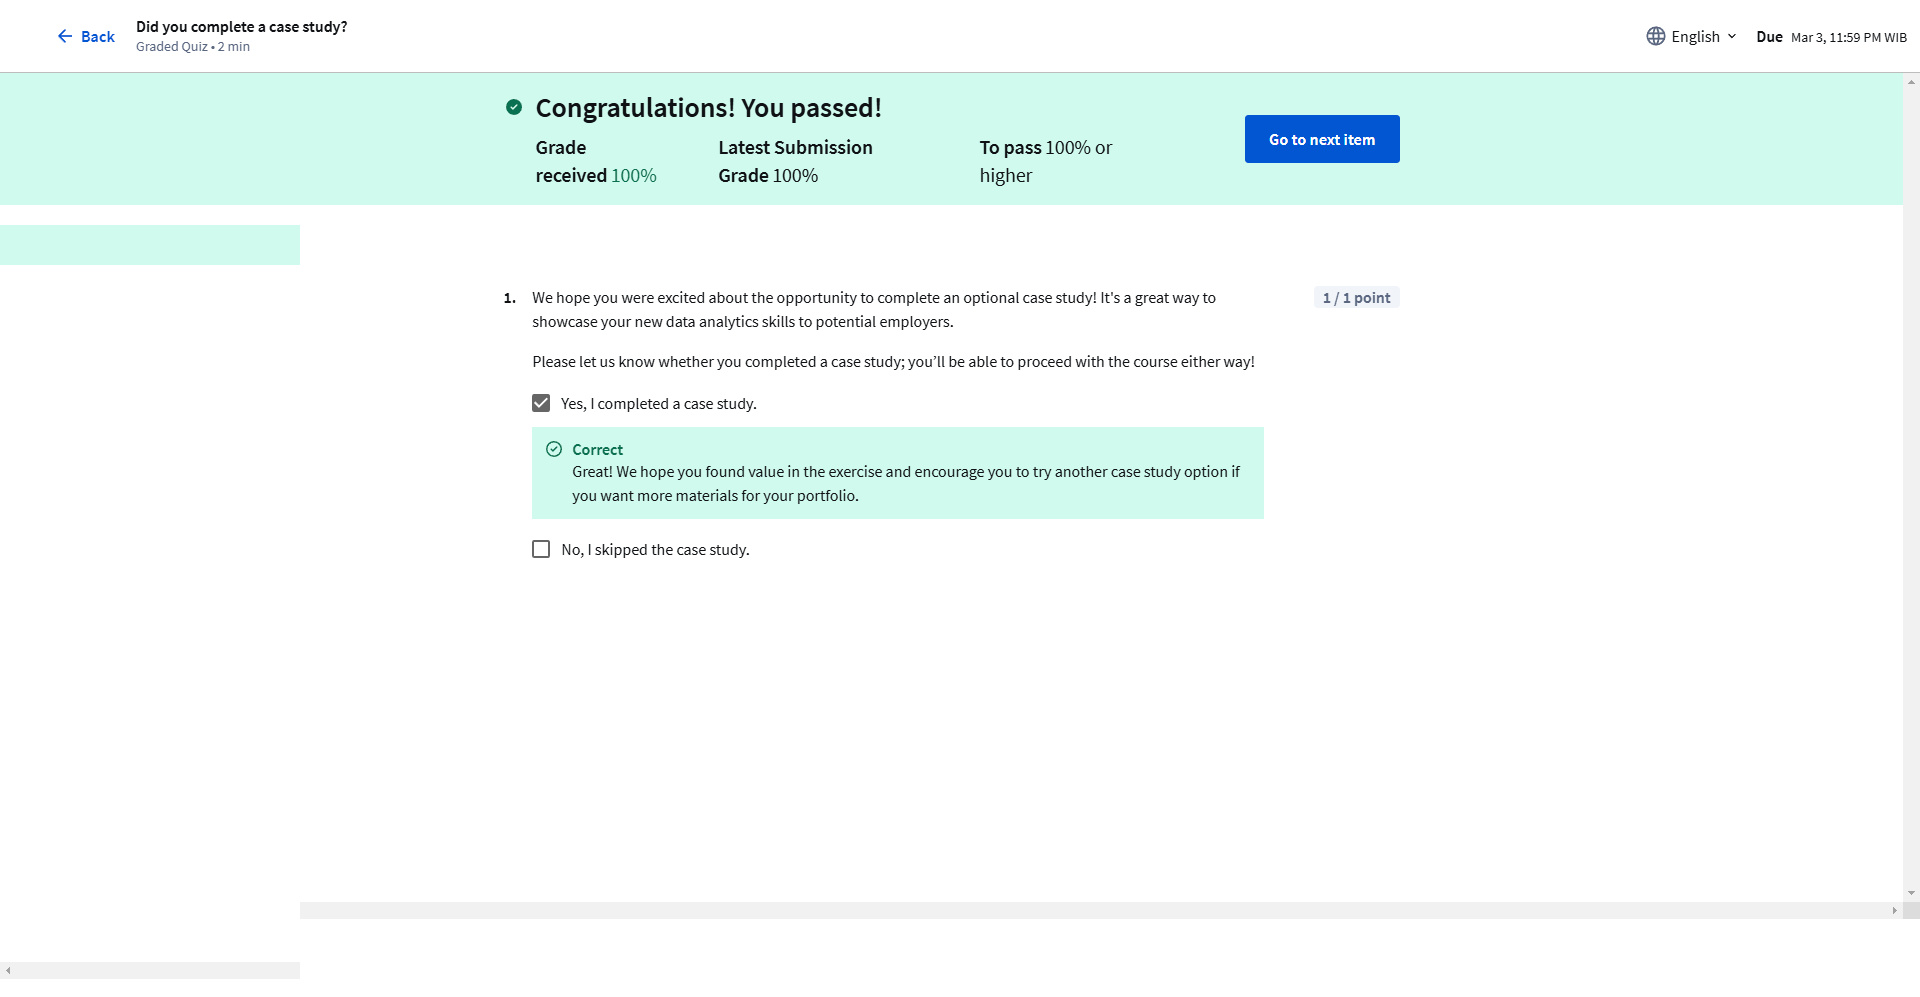 Back
Did you complete a case study?
Graded Quiz • 2 min
English
Due Mar 3, 11:59 PM WIB
Congratulations! You passed!
Grade received 100%
Latest Submission Grade 100%
To pass 100% or higher
Go to next item
1. We hope you were excited about the opportunity to complete an optional case study! It's a great way to
showcase your new data analytics skills to potential employers.
1 / 1 point
Please let us know whether you completed a case study; you’ll be able to proceed with the course either way!
Yes, I completed a case study.
Correct
Great! We hope you found value in the exercise and encourage you to try another case study option if
you want more materials for your portfolio.
No, I skipped the case study.